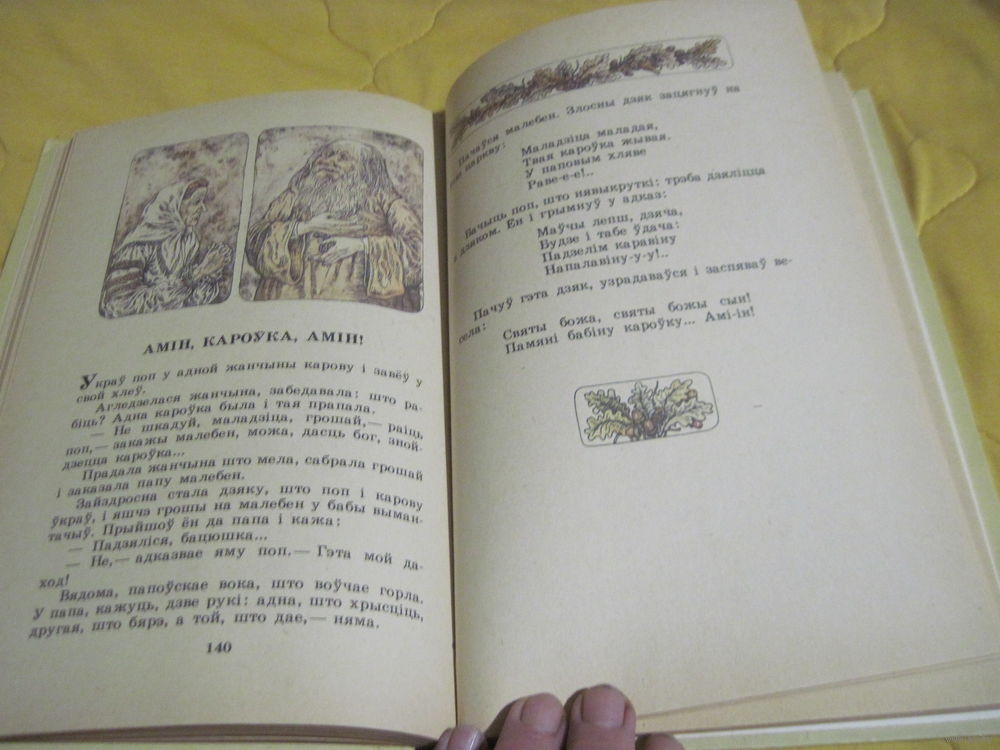 АМІН, КАРОЎКА, АМІН!
Украў поп у адной жанчыны карову і завёў у
свой хлеў.
Агледзелася жанчына, забедавала: што ра-
біць? Адна кароўка была і тая прапала.
— Не шкадуй, маладзіца, грошай,— раіць
поп,— закажы малебен, можа, дасць бог, зной-
дзецца кароўка...
Прадала жанчына што мела, сабрала грошай
і заказала папу малебен.
Зайздросна стала дзяку, што поп і карову
ўкраў, і яшчэ грошы на малебен у бабы выман-
тачыў. Прыйшоў ён да папа і кажа:
— Падзяліся, бацюшка...
— Не,— адказвае яму поп.— Гэта мой да-
ход!
Вядома, папоўскае вока, што воўчае горла.
У папа, кажуць, дзве рукі: адна, што хрысціць,
другая, што бярэ, а той, што дае,— няма.
140
Пачаўся малебен. Злосны дзяк зацягнуў на
царкву:
Маладзіца маладая,
Твая кароўка жывая.
У паповым хляве
Раве-е-е!..
Бачыць поп, што нявыкруткі: трэба дзяліцца
з дзяком. Ён і грымнуў у адказ:
Маўчы лепш, дзяча,
Будзе і табе ўдача:
Падзелім каравіну
Напалавіну-у-у!..
Пачуў гэта дзяк, узрадаваўся і заспяваў ве-
села:
Святы божа, святы божы сын!
Памяні бабіну кароўку... Амі-ін!